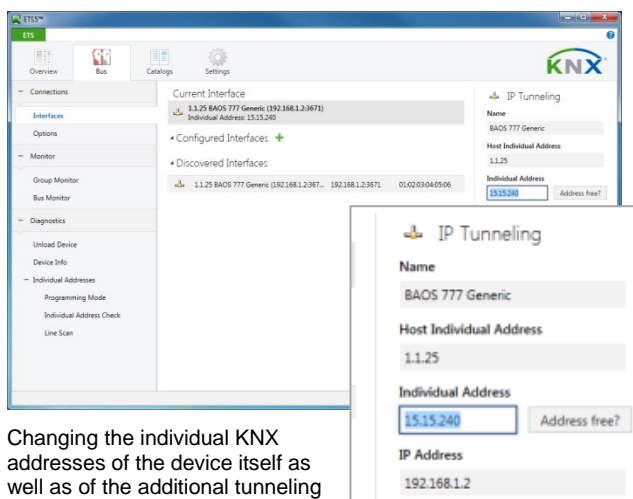 ETS5™
ETS
Overview
Bus
Catalogs
Settings
KNX
Connections
Interfaces
Options
Monitor
Group Monitor
Bus Monitor
Diagnostics
Unload Device
Device Info
Individual Addresses
Programming Mode
Individual Address Check
Line Scan
Current Interface
1.1.25 BAOS 777 Generic (192.168.1.2:3671)
Individual Address: 15.15.240
Configured Interfaces
Discovered Interfaces
1.1.25 BAOS 777 Generic (192.168.1.2:367... 192.168.1.2:3671 01:02:03:04:05:06
IP Tunneling
Name
BAOS 777 Generic
Host Individual Address
1.1.25
Individual Address
15.15.240 Address free?
IP Tunneling
Name
BAOS 777 Generic
Host Individual Address
1.1.25
Individual Address
15.15.240 Address free?
IP Address
192.168.1.2
Changing the individual KNX
addresses of the device itself as
well as of the additional tunneling